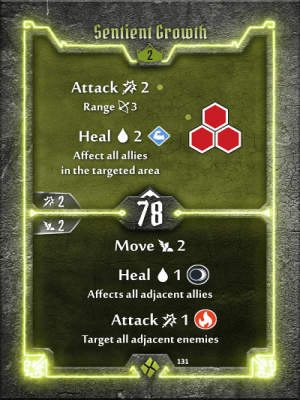 Sentient Growth
2
Attack 2
Range 3
Heal 2
Affect all allies
in the targeted area
2
78
2
Move 2
Heal 1
Affects all adjacent allies
Attack 1
Target all adjacent enemies
131